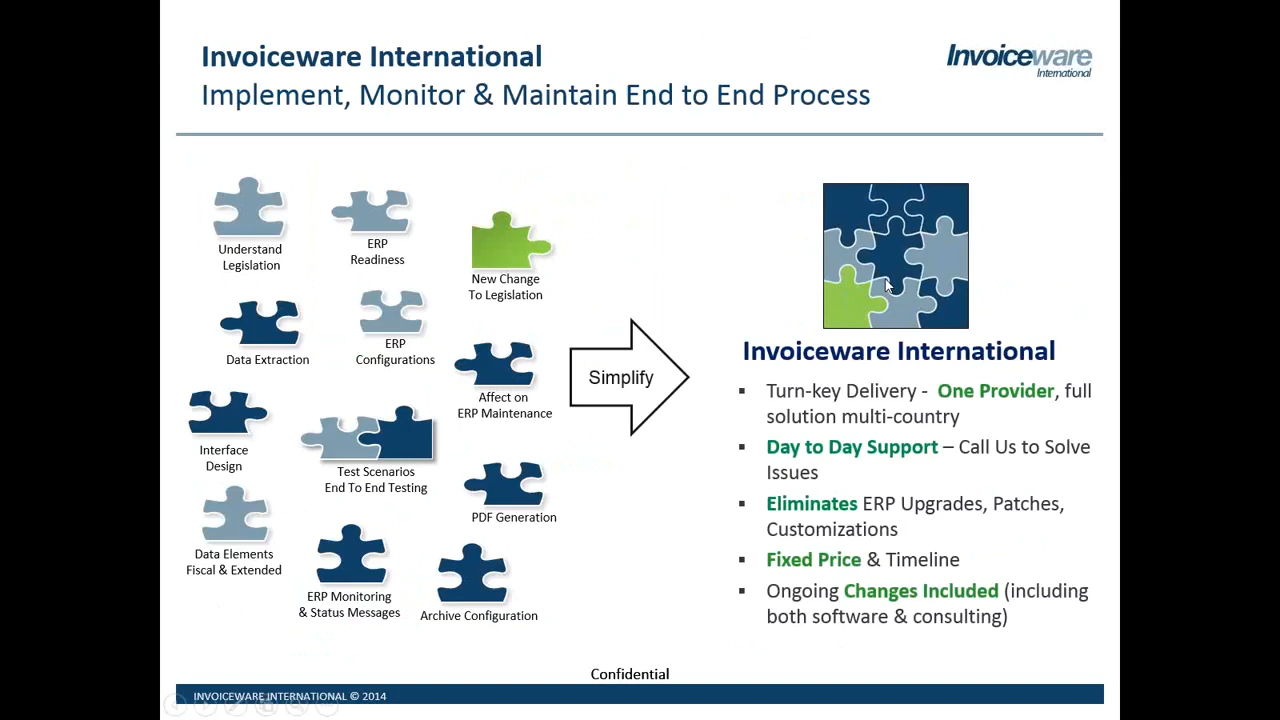 Invoiceware International
Implement, Monitor & Maintain End to End Process
Invoiceware
International
Understand
Legislation
ERP
Readiness
New Change
To Legislation
Data Extraction
ERP
Configurations
Affect on
ERP Maintenance
Interface
Design
Test Scenarios
End To End Testing
PDF Generation
Data Elements
Fiscal & Extended
ERP Monitoring
& Status Messages
Archive Configuration
Simplify
Invoiceware International
▪ Turn-key Delivery - One Provider, full
solution multi-country
▪ Day to Day Support – Call Us to Solve
Issues
▪ Eliminates ERP Upgrades, Patches,
Customizations
▪ Fixed Price & Timeline
▪ Ongoing Changes Included (including
both software & consulting)
Confidential
INVOICEWARE INTERNATIONAL © 2014